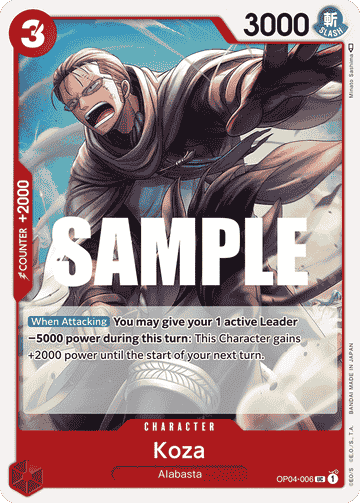 3
3000
斬
SLASH
Minato Sashima
COUNTER +2000
SAMPLE
When Attacking You may give your 1 active Leader
−5000 power during this turn: This Character gains
+2000 power until the start of your next turn.
CHARACTER
Koza
Alabasta
OP04-006 UC 1
©E.O./S. ©E.O./S., T.A. BANDAI MADE IN JAPAN